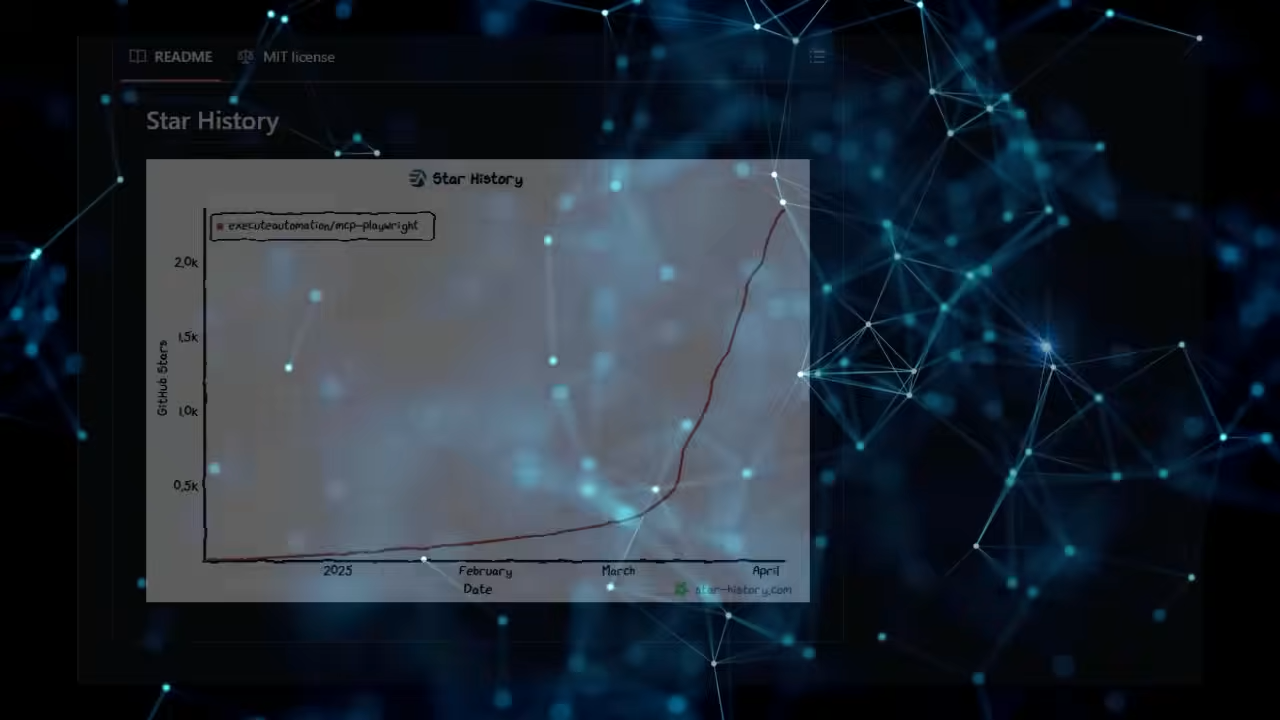 README MIT license
Star History
Star History
executeautomation/mcp-playwright
2.0k
1.5k
1.0k
0.5k
GitHub Stars
2025 February March April
Date
star-history.com